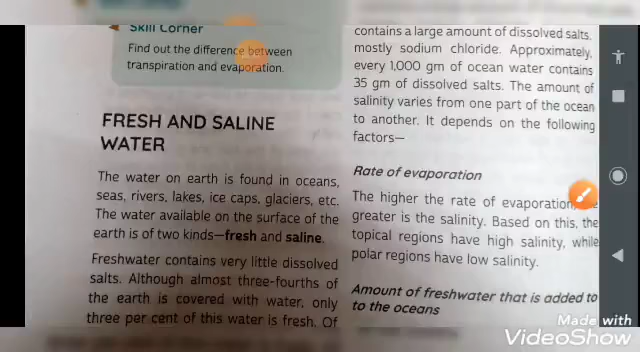 Skill Corner
Find out the difference between
transpiration and evaporation.
FRESH AND SALINE
WATER
The water on earth is found in oceans,
seas, rivers, lakes, ice caps, glaciers, etc.
The water available on the surface of the
earth is of two kinds—fresh and saline.
Freshwater contains very little dissolved
salts. Although almost three-fourths of
the earth is covered with water, only
three per cent of this water is fresh. Of
contains a large amount of dissolved salts,
mostly sodium chloride. Approximately,
every 1,000 gm of ocean water contains
35 gm of dissolved salts. The amount of
salinity varies from one part of the ocean
to another. It depends on the following
factors—
Rate of evaporation
The higher the rate of evaporation,
greater is the salinity. Based on this, the
topical regions have high salinity, while
polar regions have low salinity.
Amount of freshwater that is added to
to the oceans
Made with
VideoShow